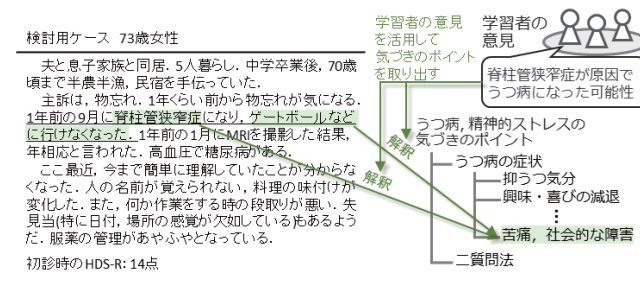 検討用ケース 73歳女性
夫と息子家族と同居．5人暮らし．中学卒業後，70歳
頃まで半農半漁，民宿を手伝っていた．
主訴は，物忘れ．1年くらい前から物忘れが気になる．
1年前の9月に脊柱管狭窄症になり，ゲートボールなど
に行けなくなった．1年前の1月にMRIを撮影した結果，
年相応と言われた．高血圧で糖尿病がある．
ここ最近，今まで簡単に理解していたことが分からな
くなった．人の名前が覚えられない，料理の味付けが
変化した．また，何か作業をする時の段取りが悪い．失
見当(特に日付，場所の感覚が欠如している)もあるよう
だ．服薬の管理があやふやとなっている．
初診時のHDS-R: 14点
学習者の意見
を活用して
気づきのポイント
を取り出す
学習者の
意見
脊柱管狭窄症が原因で
うつ病になった可能性
解釈
解釈
うつ病，精神的ストレスの
気づきのポイント
うつ病の症状
抑うつ気分
興味・喜びの減退
⋮
苦痛，社会的な障害
二質問法